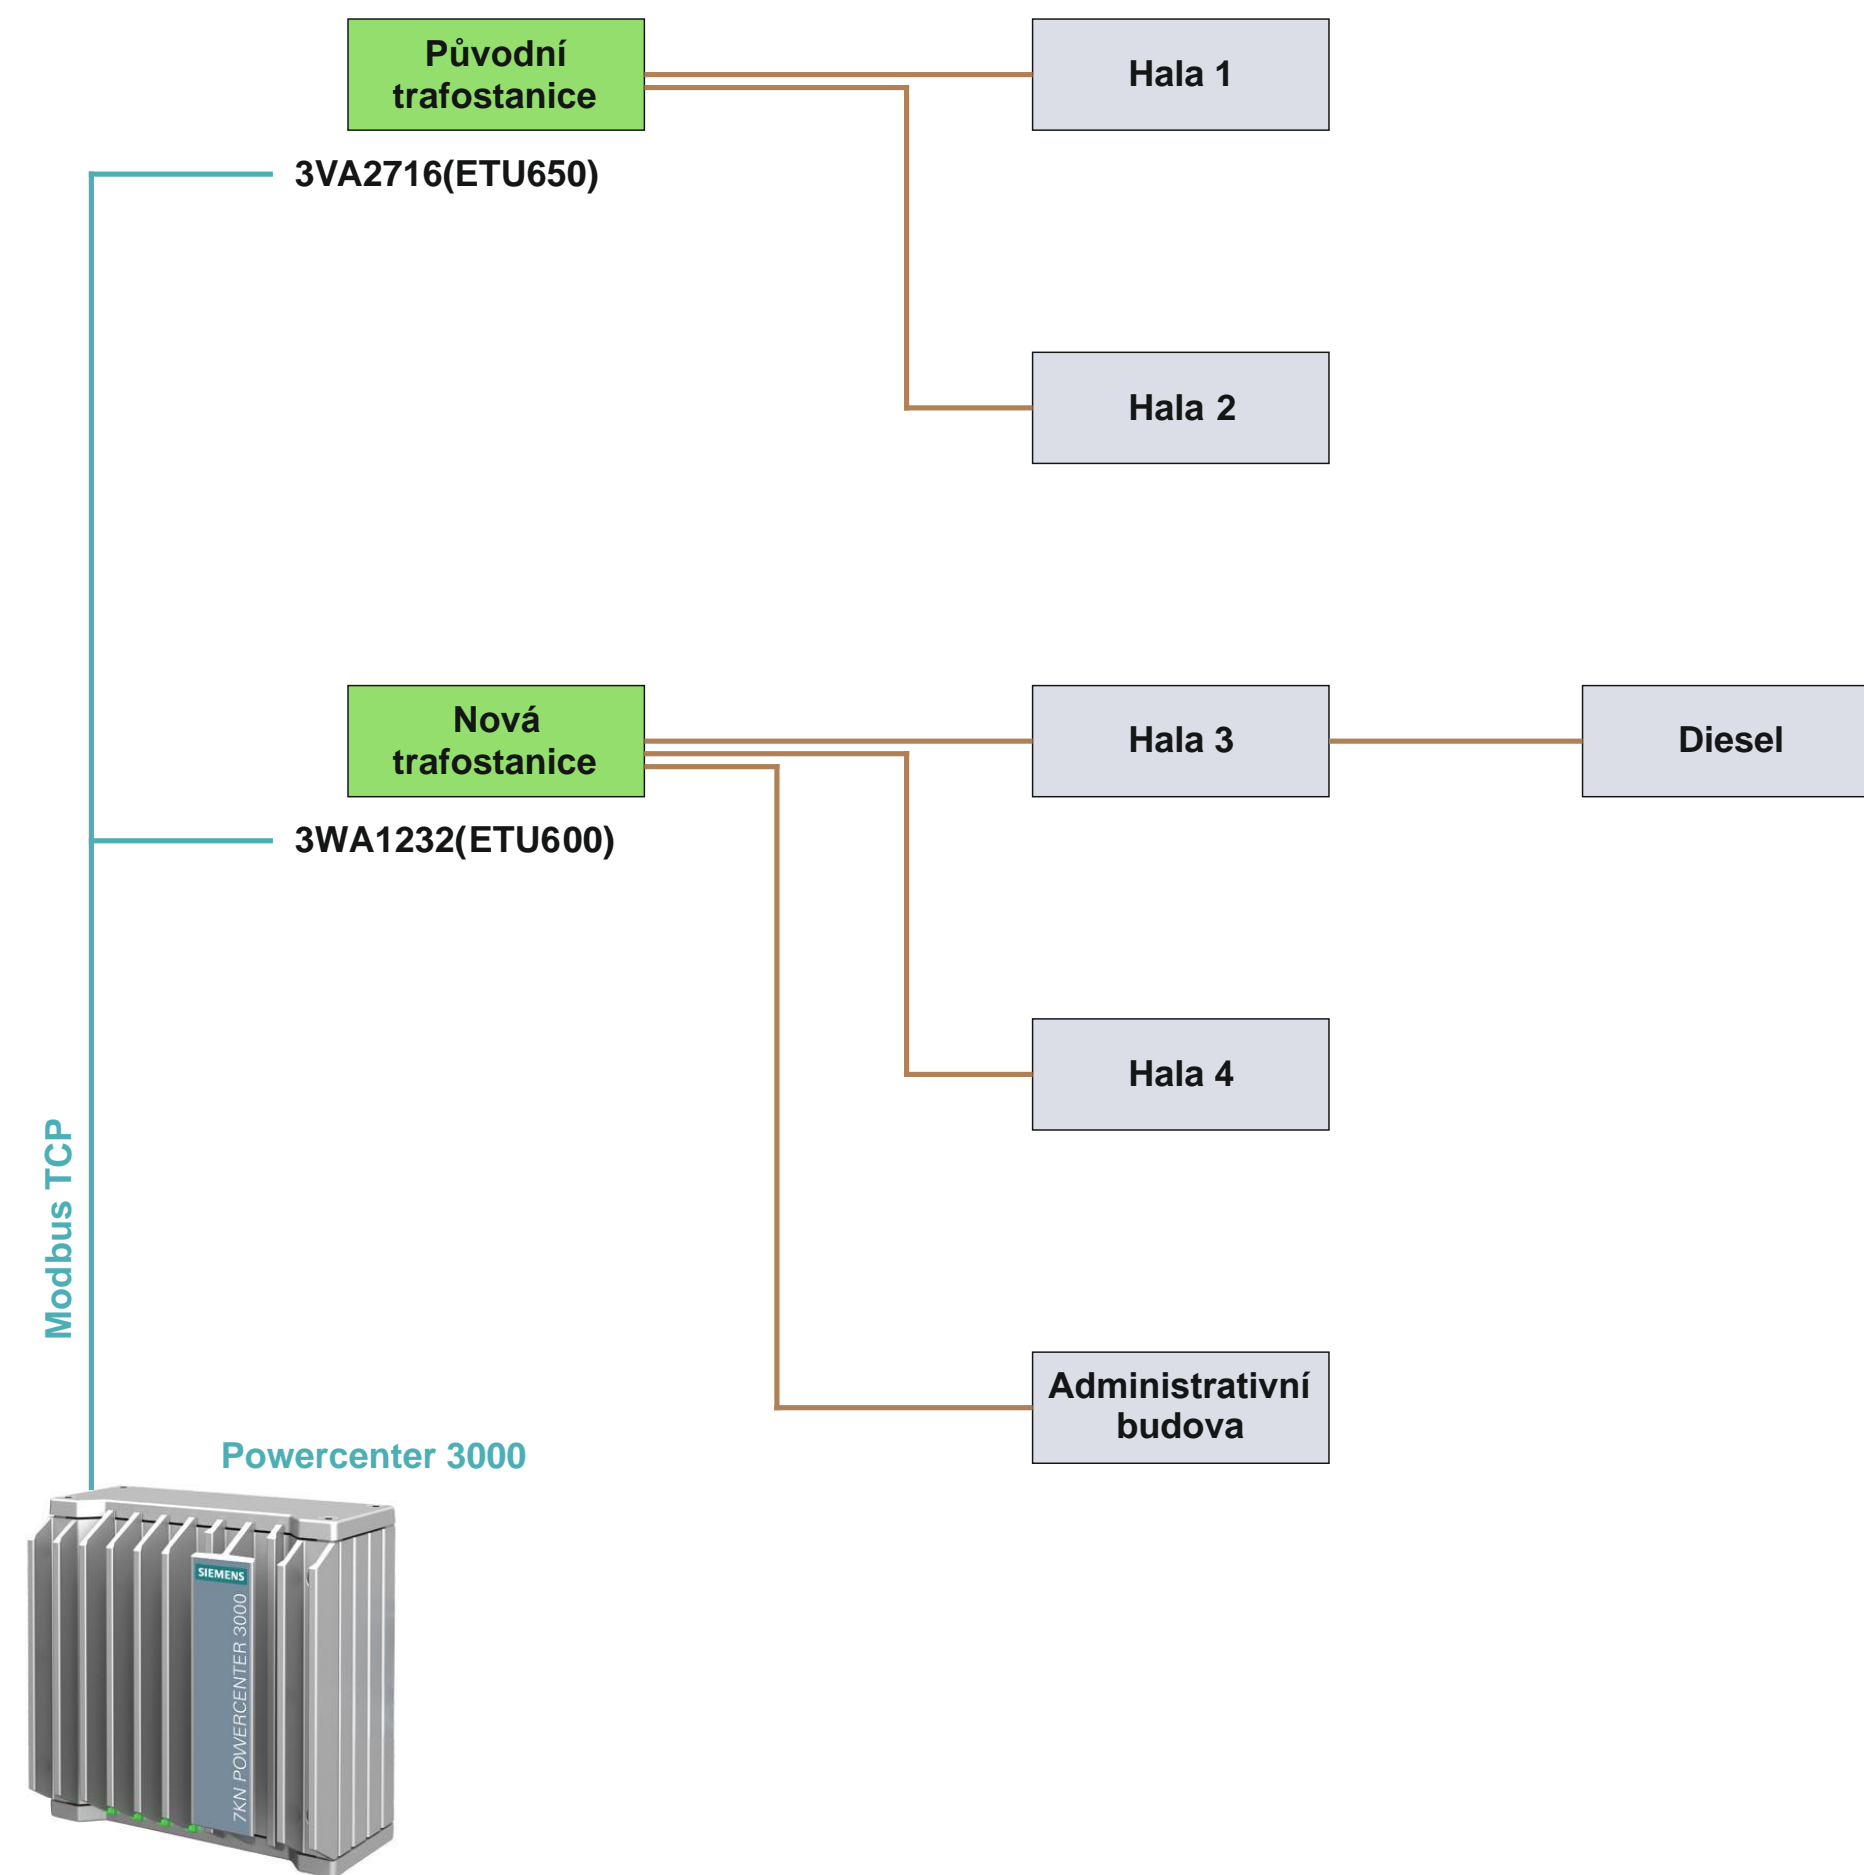 Původní
trafostanice
Hala 1
3VA2716(ETU650)
Hala 2
Nová
trafostanice
Hala 3
Diesel
3WA1232(ETU600)
Hala 4
Modbus TCP
Administrativní
budova
Powercenter 3000
SIEMENS
7KN POWERCENTER 3000